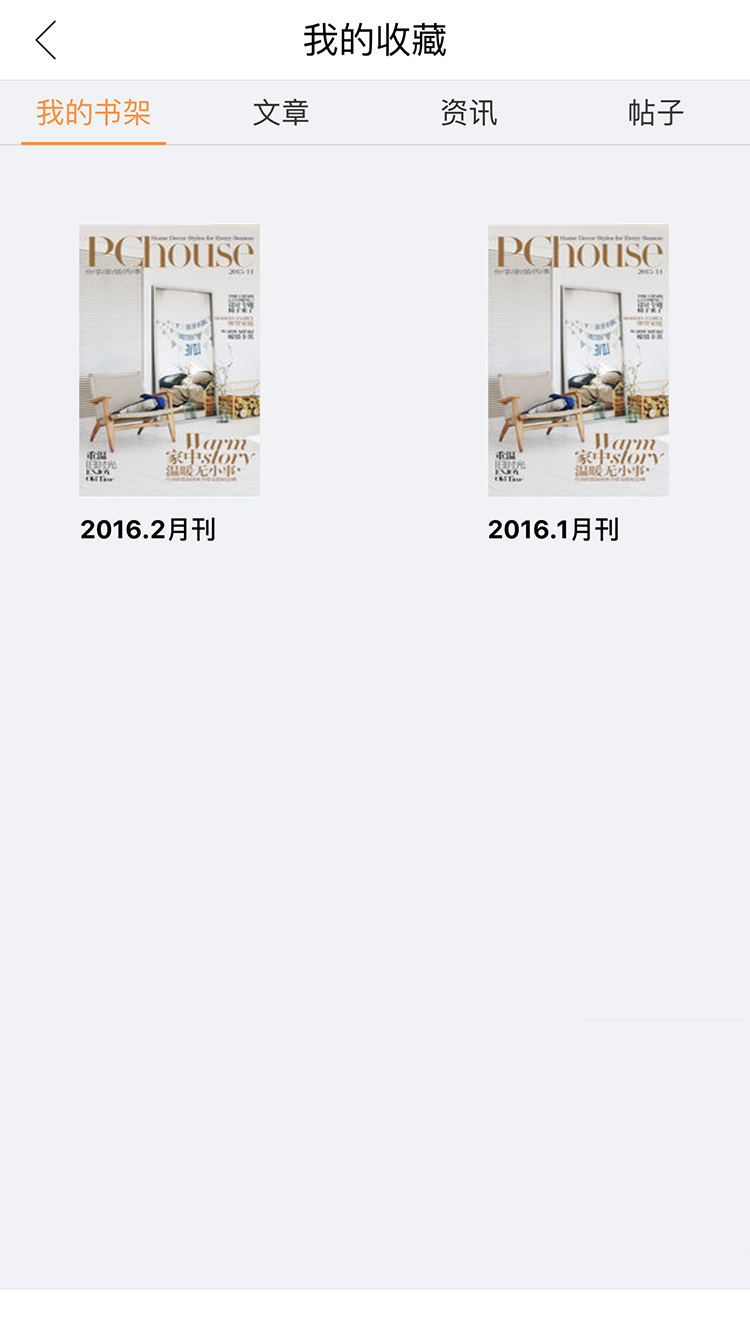 我的收藏
我的书架
文章
资讯
帖子
PChouse
Home Decor Styles for Every Season
2015 11
重温
旧时光
ENJOY
Old Time
Warm
家中story
温暖无小事
2016.2月刊
PChouse
Home Decor Styles for Every Season
2015 11
重温
旧时光
ENJOY
Old Time
Warm
家中story
温暖无小事
2016.1月刊